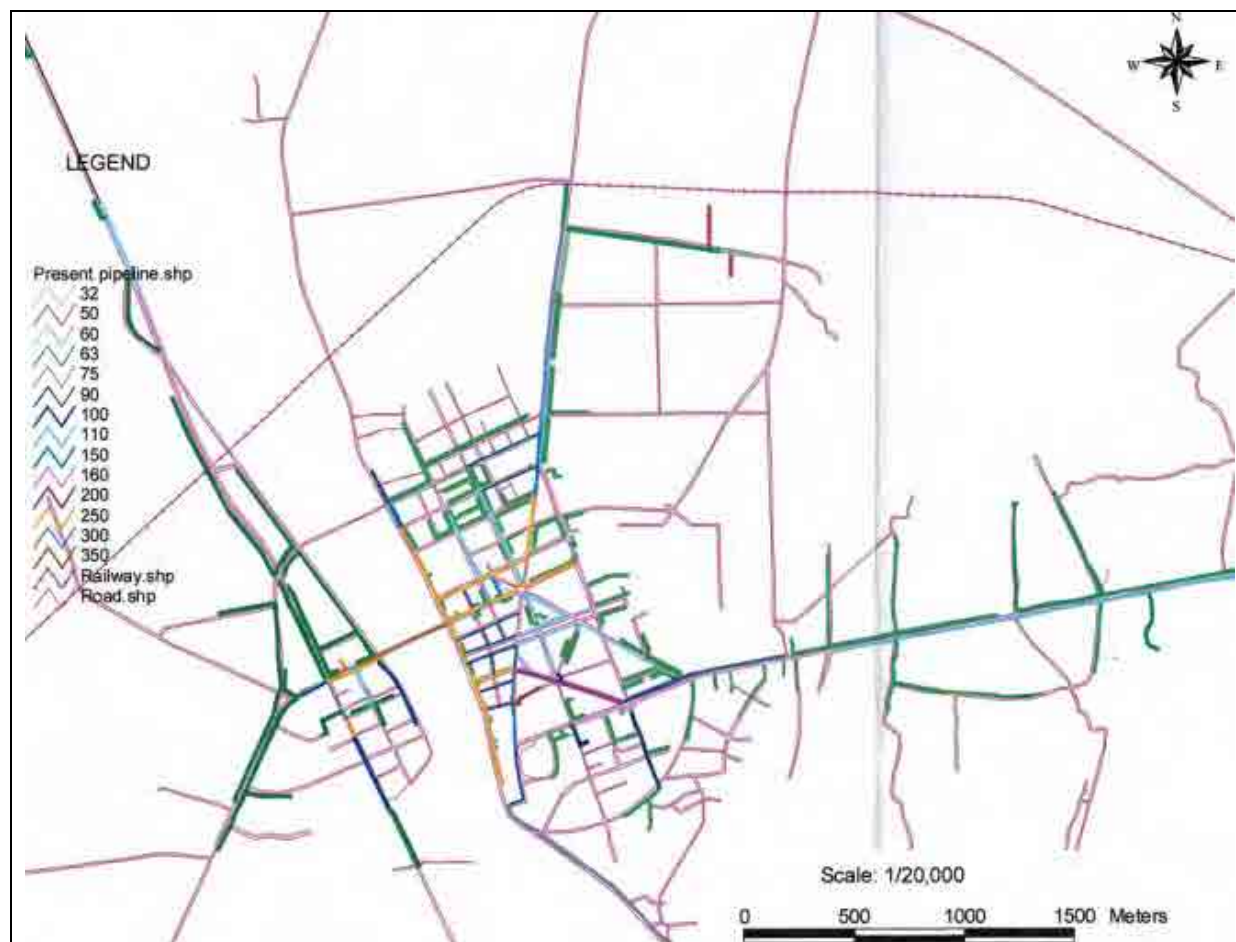 N
W E
S
LEGEND
Present pipeline.shp
32
50
60
63
75
90
100
110
150
160
200
250
300
350
Railway.shp
Road.shp
Scale: 1/20,000
0 500 1000 1500 Meters